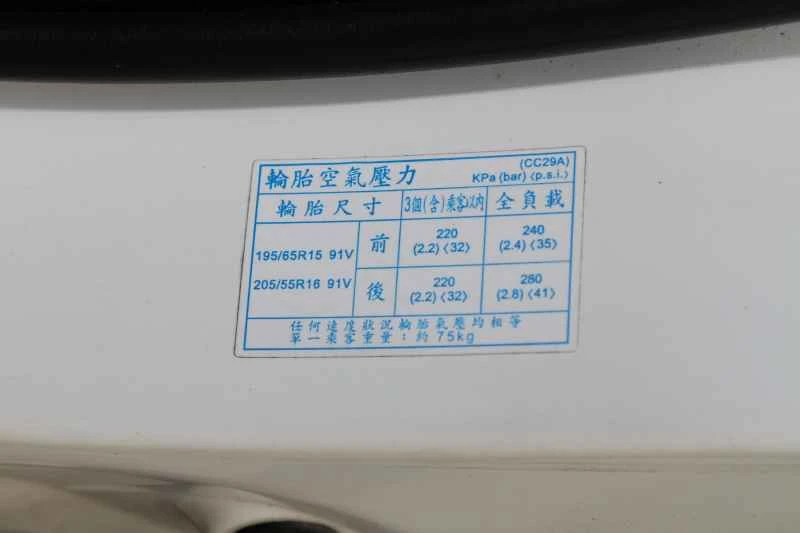 輪胎空氣壓力
(CC29A)
KPa (bar) 〈p.s.i.〉
輪胎尺寸 3個(含)乘客以內 全負載
195/65R15 91V
205/55R16 91V
前
220
(2.2) 〈32〉
240
(2.4) 〈35〉
後
220
(2.2) 〈32〉
280
(2.8) 〈41〉
任何速度狀況輪胎氣壓均相等
單一乘客重量：約75kg